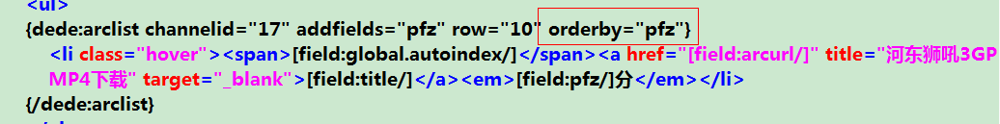 <ul>
{dede:arclist channelid="17" addfields="pfz" row="10" orderby="pfz"}
<li class="hover"><span>[field:global.autoindex/]</span><a href="[field:arcurl/]" title="河东狮吼3GP
MP4下载" target="_blank">[field:title/]</a><em>[field:pfz/]分</em></li>
{/dede:arclist}